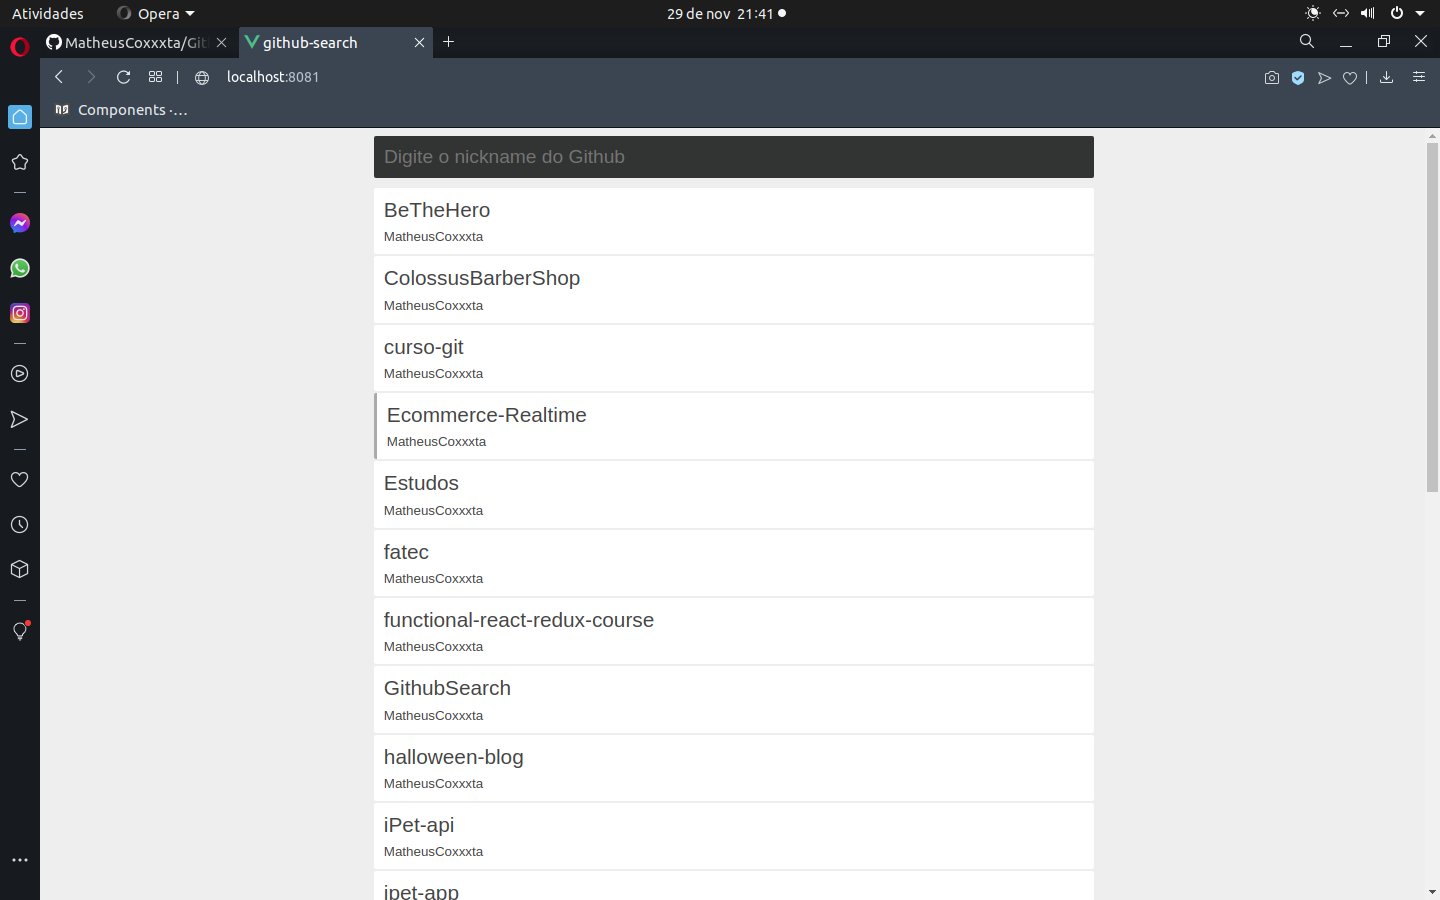 Atividades
Opera
29 de nov 21:41
MatheusCoxxxta/Git
github-search
localhost:8081
Components ·...
Digite o nickname do Github
BeTheHero
MatheusCoxxxta
ColossusBarberShop
MatheusCoxxxta
curso-git
MatheusCoxxxta
Ecommerce-Realtime
MatheusCoxxxta
Estudos
MatheusCoxxxta
fatec
MatheusCoxxxta
functional-react-redux-course
MatheusCoxxxta
GithubSearch
MatheusCoxxxta
halloween-blog
MatheusCoxxxta
iPet-api
MatheusCoxxxta
ipet-app